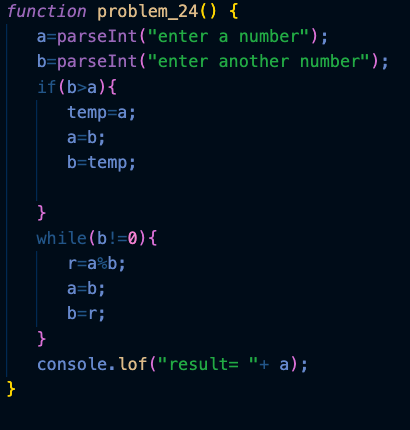 function problem_24() {
a=parseInt("enter a number");
b=parseInt("enter another number");
if(b>a){
temp=a;
a=b;
b=temp;
}
while(b!=0){
r=a%b;
a=b;
b=r;
}
console.lof("result= "+ a);
}